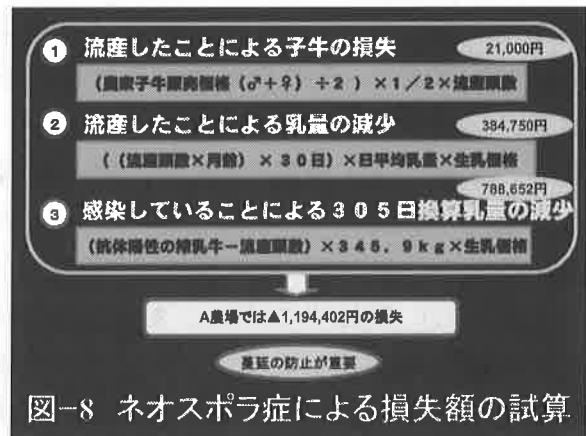 ① 流産したことによる子牛の損失
21,000円
(農家子牛販売価格(♂+♀)÷2)×1/2×流産頭数
② 流産したことによる乳量の減少
384,750円
((流産頭数×月齢)×30日)×日平均乳量×生乳価格
788,652円
③ 感染していることによる305日換算乳量の減少
(抗体陽性の搾乳牛-流産頭数)×345.9kg×生乳価格
A農場では▲1,194,402円の損失
蔓延の防止が重要
図-8 ネオスポラ症による損失額の試算